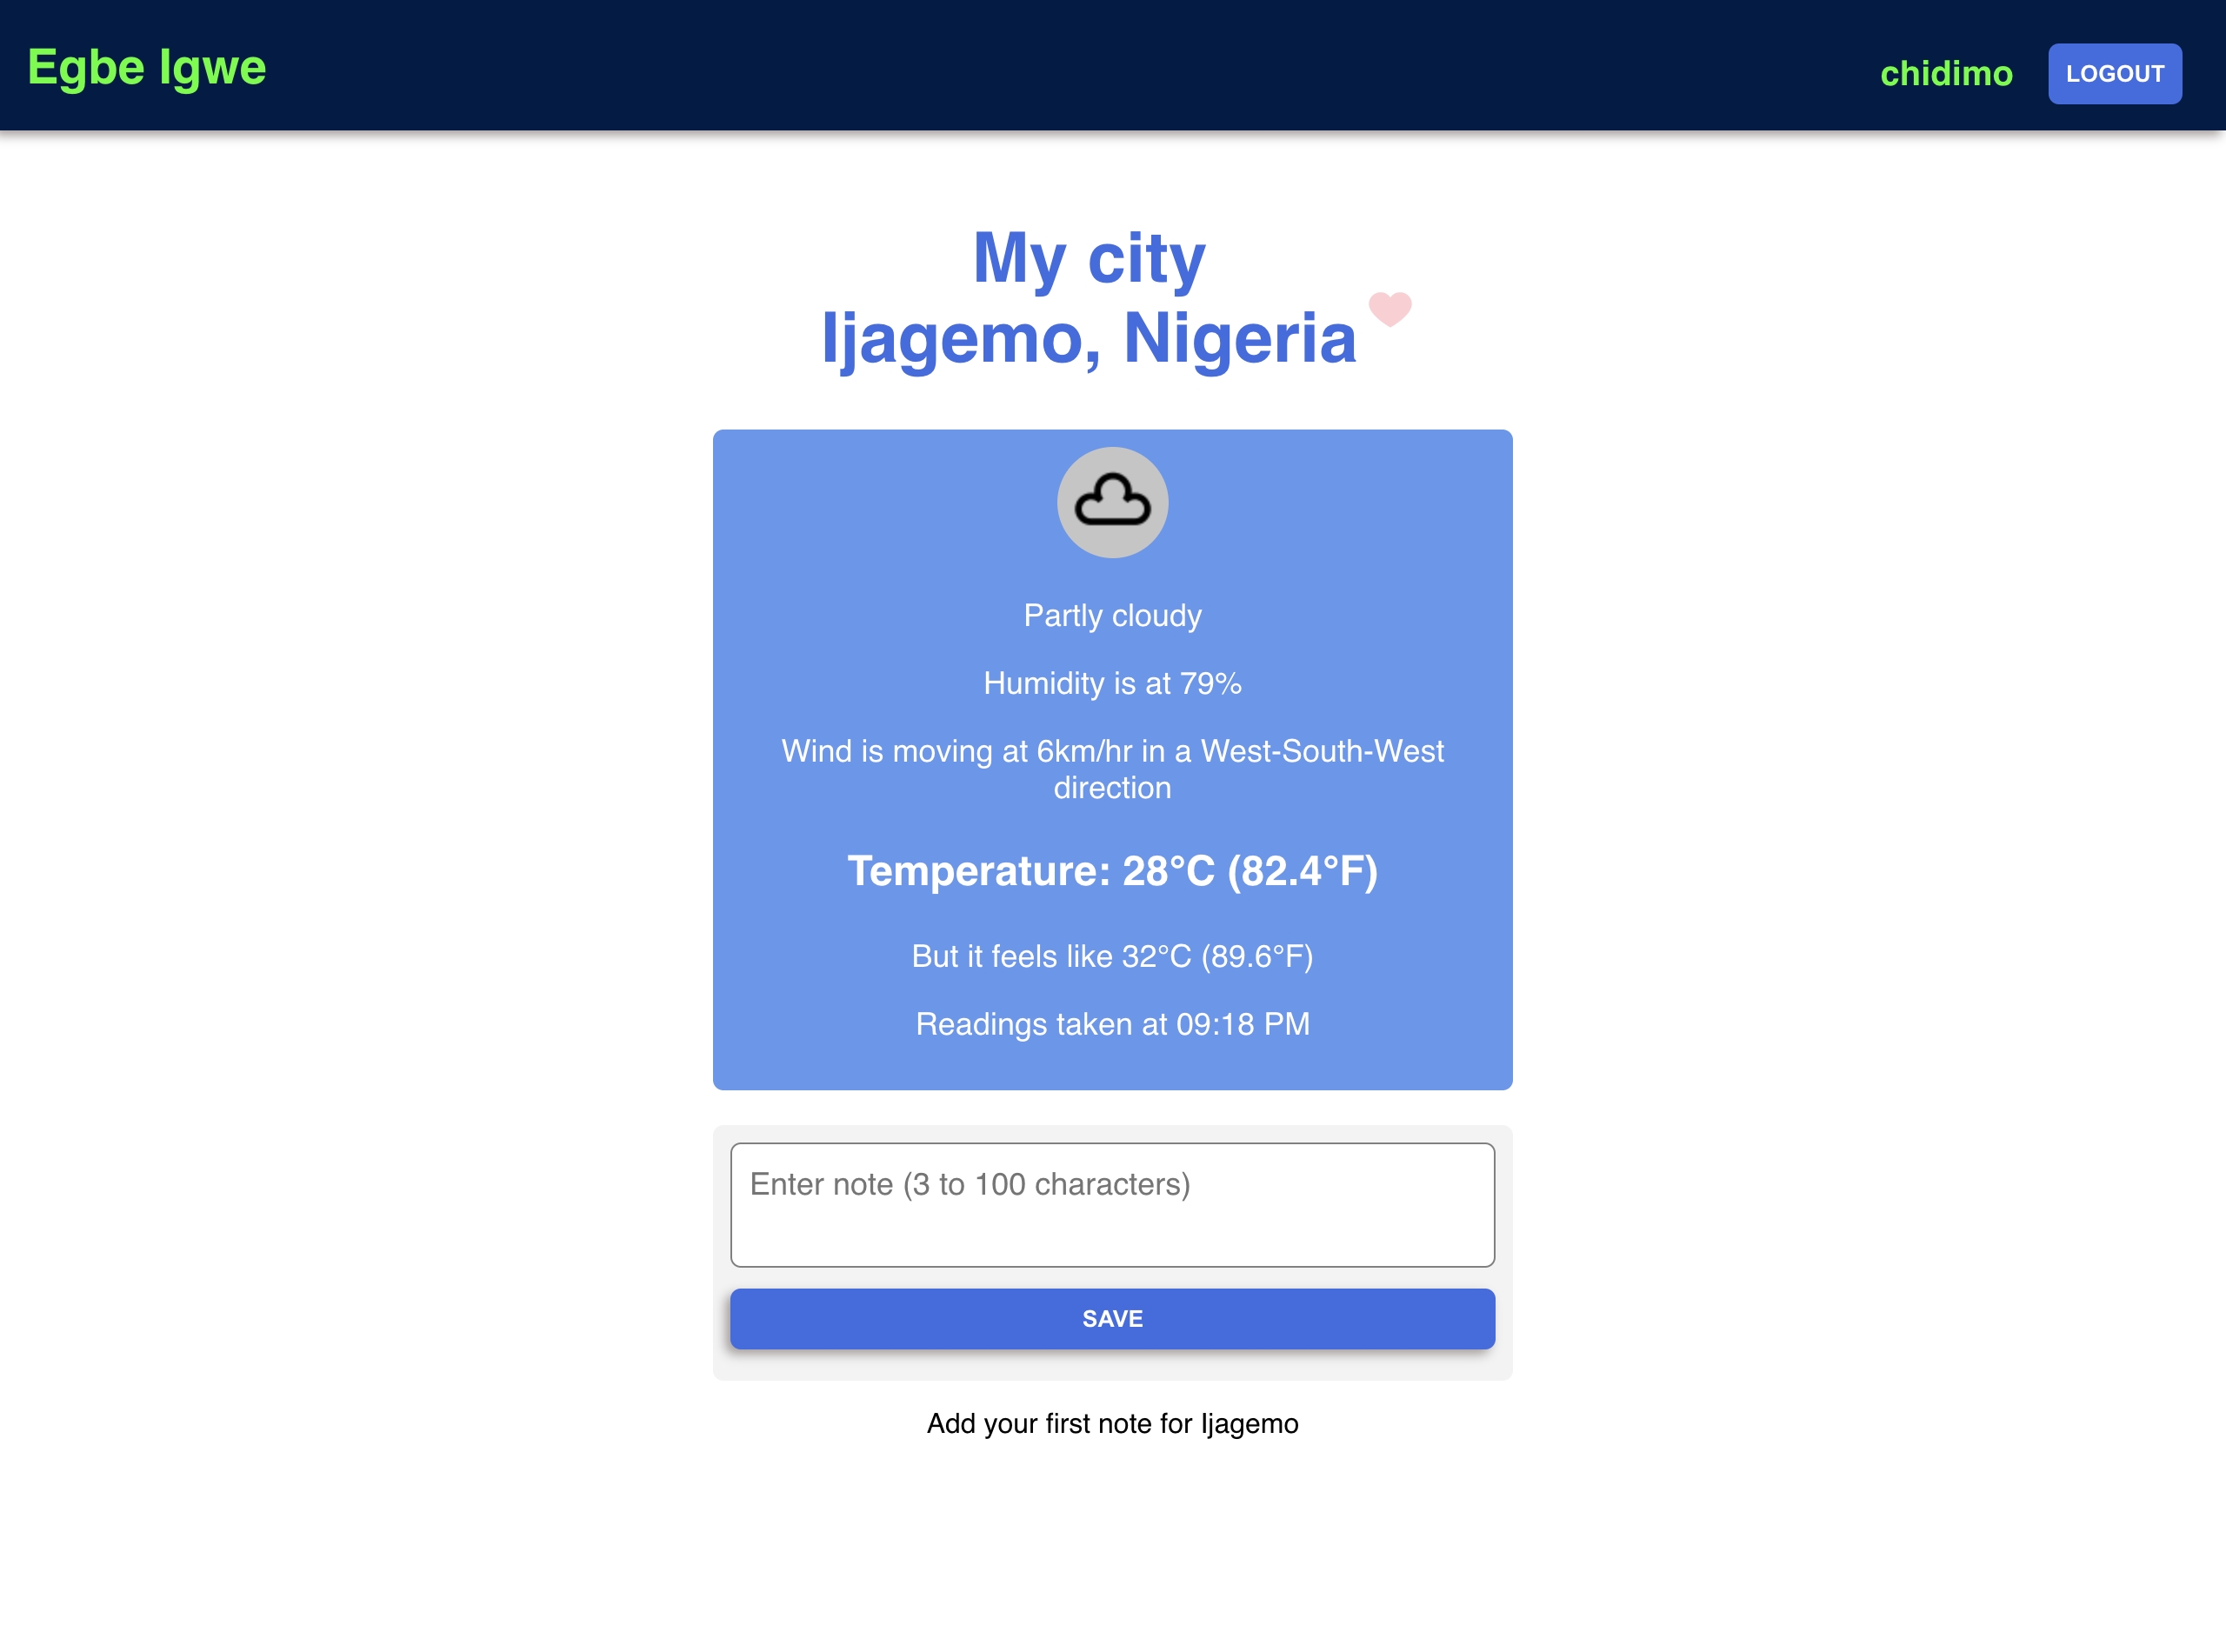 Egbe Igwe
chidimo
LOGOUT
My city
Ijagemo, Nigeria
Partly cloudy
Humidity is at 79%
Wind is moving at 6km/hr in a West-South-West
direction
Temperature: 28°C (82.4°F)
But it feels like 32°C (89.6°F)
Readings taken at 09:18 PM
Enter note (3 to 100 characters)
SAVE
Add your first note for Ijagemo